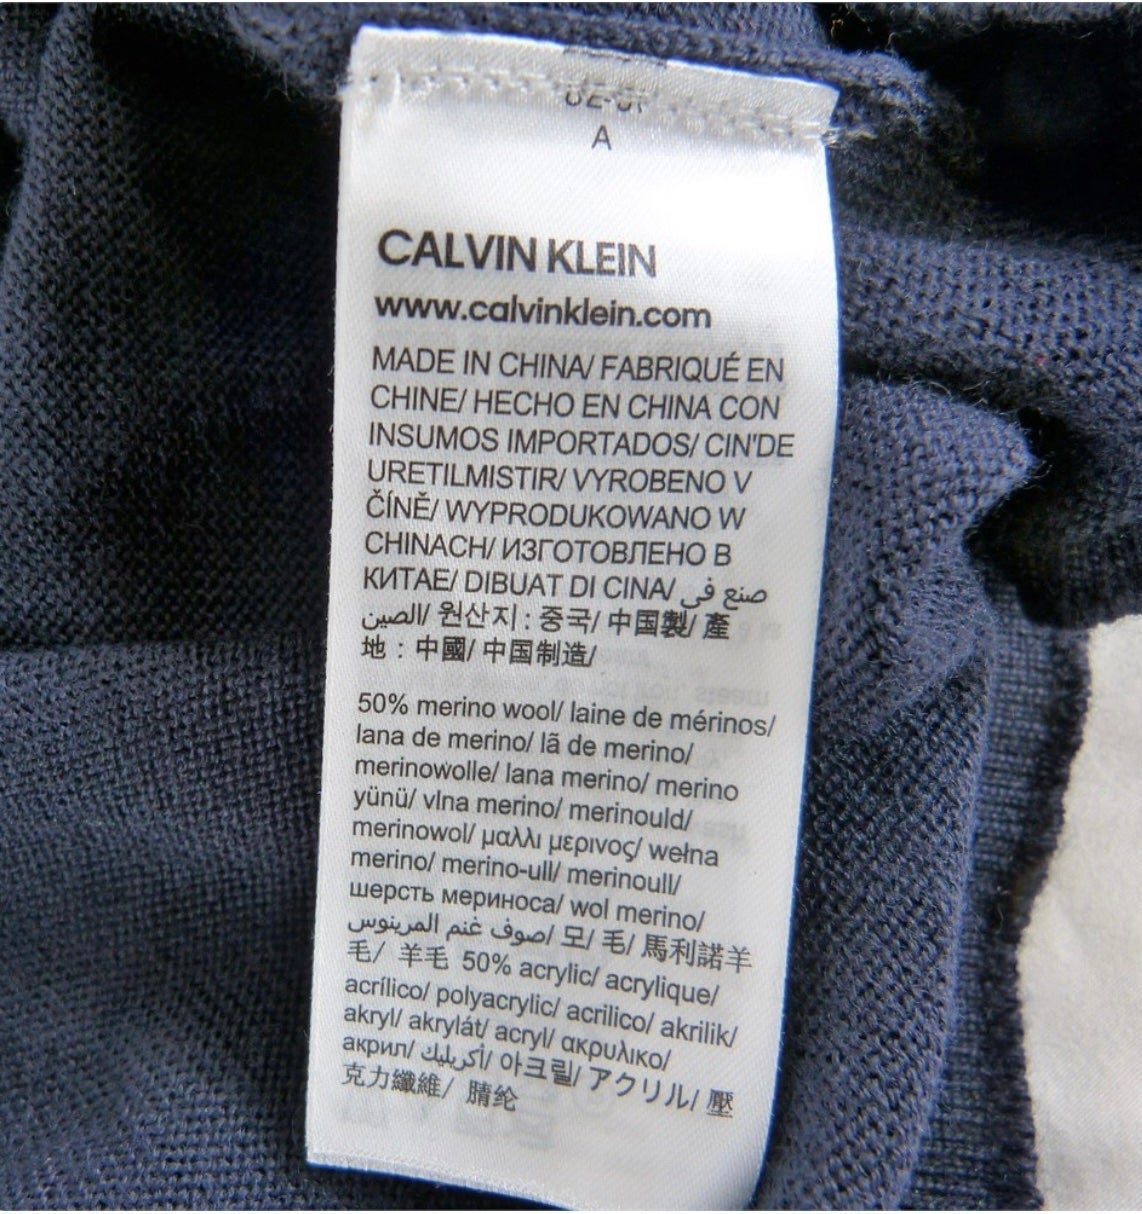 A
CALVIN KLEIN
www.calvinklein.com
MADE IN CHINA/ FABRIQUÉ EN
CHINE/ HECHO EN CHINA CON
INSUMOS IMPORTADOS/ CIN'DE
URETILMISTIR/ VYROBENO V
ČÍNĚ/ WYPRODUKOWANO W
CHINACH/ ИЗГОТОВЛЕНО В
КИТАЕ/ DIBUAT DI CINA/ صنع في
الصين/ 원산지 : 중국/ 中国製/ 產
地 : 中國/ 中国制造/
50% merino wool/ laine de mérinos/
lana de merino/ lã de merino/
merinowolle/ lana merino/ merino
yünü/ vlna merino/ merinould/
merinowol/ μαλλι μερινος/ wełna
merino/ merino-ull/ merinoull/
шерсть мериноса/ wol merino/
صوف غنم المرينوس/ 모/ 毛/ 馬利諾羊
毛/ 羊毛 50% acrylic/ acrylique/
acrílico/ polyacrylic/ acrilico/ akrilik/
akryl/ akrylát/ acryl/ ακρυλικο/
акрил/ أكريليك/ 아크릴/ アクリル/ 壓
克力纖維/ 腈纶